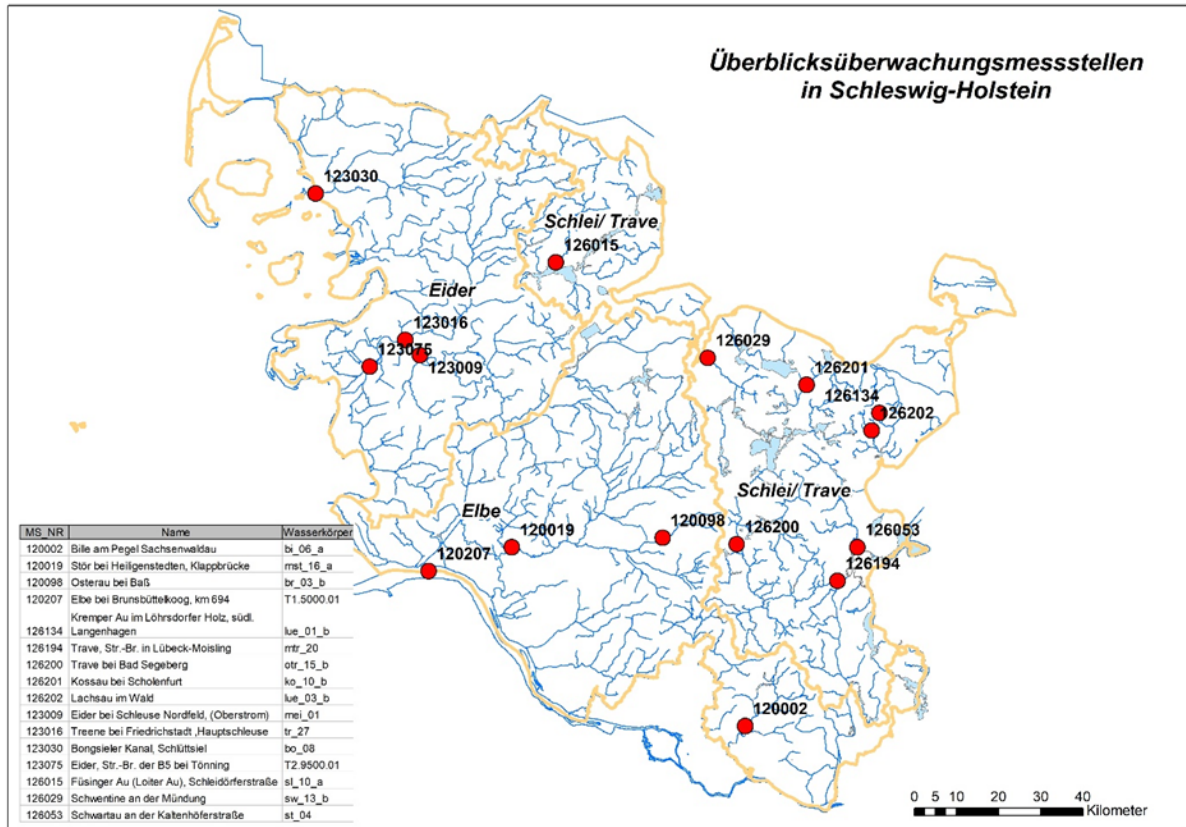 Überblicksüberwachungsmessstellen
in Schleswig-Holstein
123030
Schlei/ Trave
126015
Eider
123016
123075
123009
126029
126201
126134
126202
Schlei/ Trave
Elbe
120019
120098
126200
126053
120207
126194
120002
MS_NR Name Wasserkörper
120002 Bille am Pegel Sachsenwaldau bi_06_a
120019 Stör bei Heiligenstedten, Klappbrücke mst_16_a
120098 Osterau bei Baß br_03_b
120207 Elbe bei Brunsbüttelkoog, km 694 T1.5000.01
Kremper Au im Löhrsdorfer Holz, südl.
126134 Langenhagen lue_01_b
126194 Trave, Str.-Br. in Lübeck-Moisling mtr_20
126200 Trave bei Bad Segeberg otr_15_b
126201 Kossau bei Scholenfurt ko_10_b
126202 Lachsau im Wald lue_03_b
123009 Eider bei Schleuse Nordfeld, (Oberstrom) mei_01
123016 Treene bei Friedrichstadt ,Hauptschleuse tr_27
123030 Bongsieler Kanal, Schlüttsiel bo_08
123075 Eider, Str.-Br. der B5 bei Tönning T2.9500.01
126015 Füsinger Au (Loiter Au), Schleidörferstraße sl_10_a
126029 Schwentine an der Mündung sw_13_b
126053 Schwartau an der Kaltenhöferstraße st_04
0 5 10 20 30 40
Kilometer